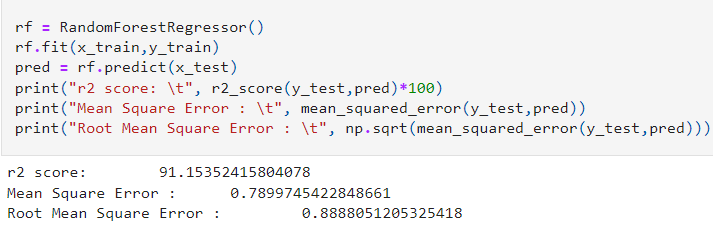 rf = RandomForestRegressor()
rf.fit(x_train,y_train)
pred = rf.predict(x_test)
print("r2 score: \t", r2_score(y_test,pred)*100)
print("Mean Square Error : \t", mean_squared_error(y_test,pred))
print("Root Mean Square Error : \t", np.sqrt(mean_squared_error(y_test,pred)))
r2 score: 91.15352415804078
Mean Square Error : 0.7899745422848661
Root Mean Square Error : 0.8888051205325418